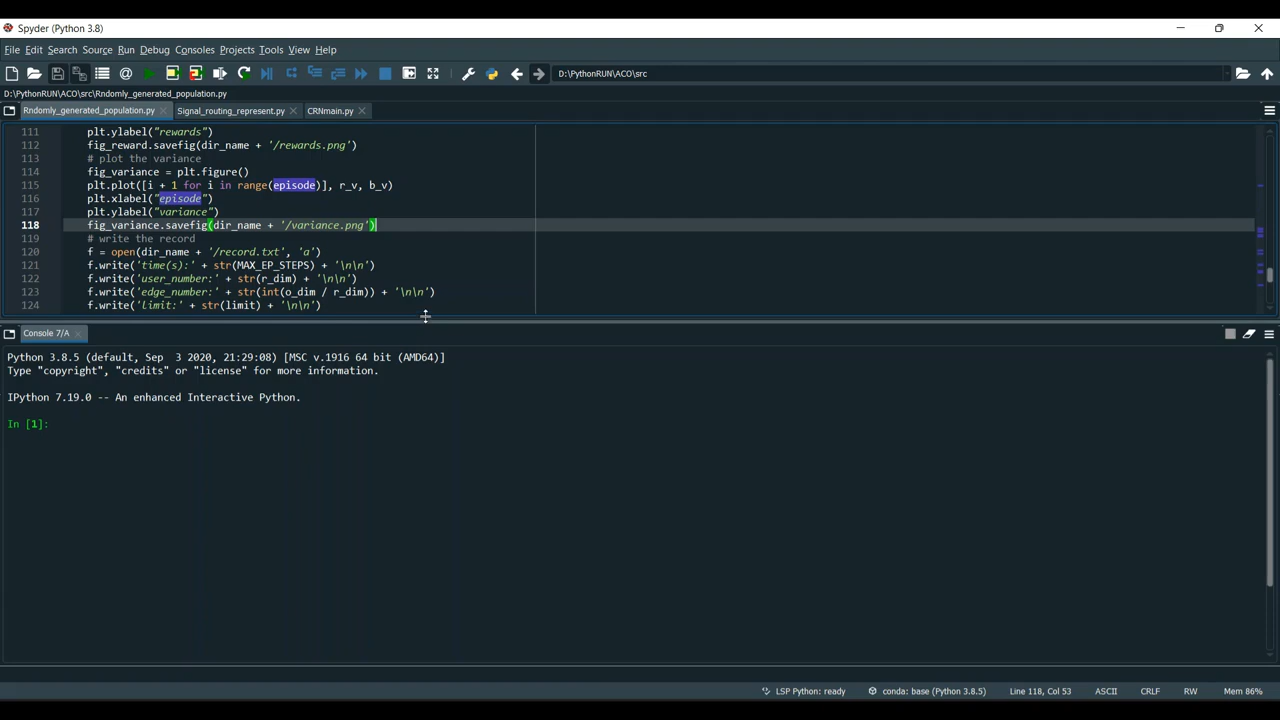 Spyder (Python 3.8)
File Edit Search Source Run Debug Consoles Projects Tools View Help
D:\PythonRUN\ACO\src
D:\PythonRUN\ACO\src\Rndomly_generated_population.py
Rndomly_generated_population.py Signal_routing_represent.py CRNmain.py
111 plt.ylabel("rewards")
112 fig_reward.savefig(dir_name + '/rewards.png')
113 # plot the variance
114 fig_variance = plt.figure()
115 plt.plot([i + 1 for i in range(episode)], r_v, b_v)
116 plt.xlabel("episode")
117 plt.ylabel("variance")
118 fig_variance.savefig(dir_name + '/variance.png')
119 # write the record
120 f = open(dir_name + '/record.txt', 'a')
121 f.write('time(s):' + str(MAX_EP_STEPS) + '\n\n')
122 f.write('user_number:' + str(r_dim) + '\n\n')
123 f.write('edge_number:' + str(int(o_dim / r_dim)) + '\n\n')
124 f.write('limit:' + str(limit) + '\n\n')
Console 7/A
Python 3.8.5 (default, Sep  3 2020, 21:29:08) [MSC v.1916 64 bit (AMD64)]
Type "copyright", "credits" or "license" for more information.
IPython 7.19.0 -- An enhanced Interactive Python.
In [1]:
LSP Python: ready conda: base (Python 3.8.5) Line 118, Col 53 ASCII CRLF RW Mem 86%